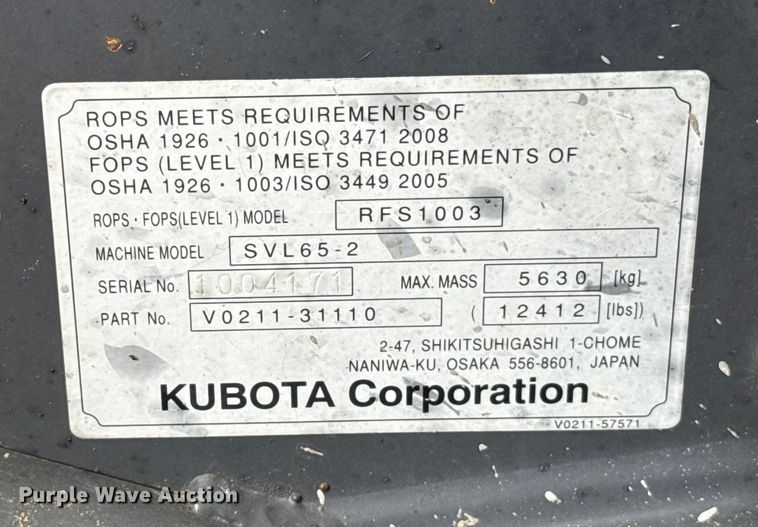 ROPS MEETS REQUIREMENTS OF
OSHA 1926・1001/ISO 3471 2008
FOPS (LEVEL 1) MEETS REQUIREMENTS OF
OSHA 1926・1003/ISO 3449 2005
ROPS・FOPS(LEVEL 1) MODEL RFS1003
MACHINE MODEL SVL65-2
SERIAL No. 1004171 MAX. MASS 5630 [kg]
PART No. V0211-31110 ( 12412 [lbs])
2-47, SHIKITSUHIGASHI 1-CHOME
NANIWA-KU, OSAKA 556-8601, JAPAN
KUBOTA Corporation
V0211-57571
Purple Wave Auction